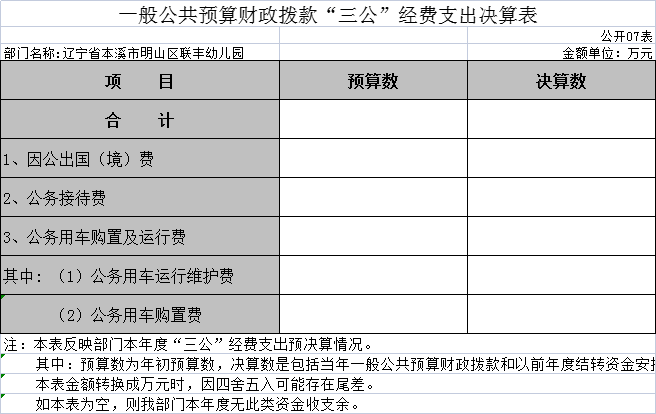 一般公共预算财政拨款“三公”经费支出决算表
公开07表
部门名称:辽宁省本溪市明山区联丰幼儿园 金额单位：万元
项 目 预算数 决算数
合 计
1、因公出国（境）费
2、公务接待费
3、公务用车购置及运行费
其中:（1）公务用车运行维护费
（2）公务用车购置费
注：本表反映部门本年度“三公”经费支出预决算情况。
其中：预算数为年初预算数，决算数是包括当年一般公共预算财政拨款和以前年度结转资金安
本表金额转换成万元时，因四舍五入可能存在尾差。
如本表为空，则我部门本年度无此类资金收支余。